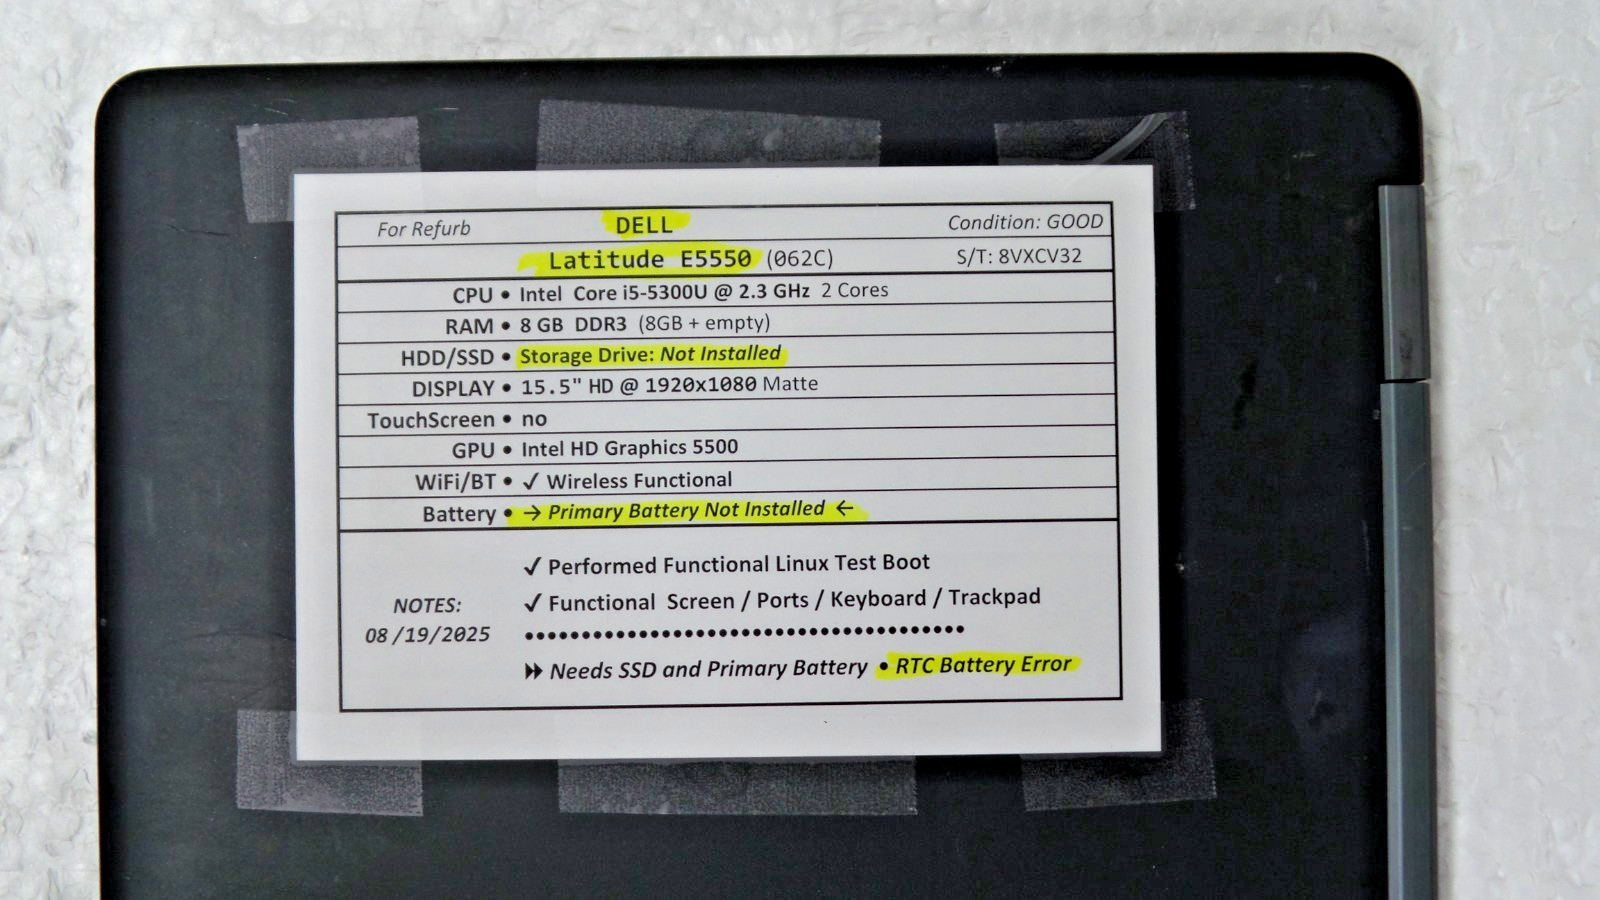 For Refurb DELL Condition: GOOD
Latitude E5550 (062C) S/T: 8VXCV32
CPU • Intel Core i5-5300U @ 2.3 GHz 2 Cores
RAM • 8 GB DDR3 (8GB + empty)
HDD/SSD • Storage Drive: Not Installed
DISPLAY • 15.5" HD @ 1920x1080 Matte
TouchScreen • no
GPU • Intel HD Graphics 5500
WiFi/BT • ✓ Wireless Functional
Battery • → Primary Battery Not Installed ←
✓ Performed Functional Linux Test Boot
NOTES: ✓ Functional Screen / Ports / Keyboard / Trackpad
08/19/2025 •••••••••••••••••••••••••••••••••••••••
⏩ Needs SSD and Primary Battery • RTC Battery Error